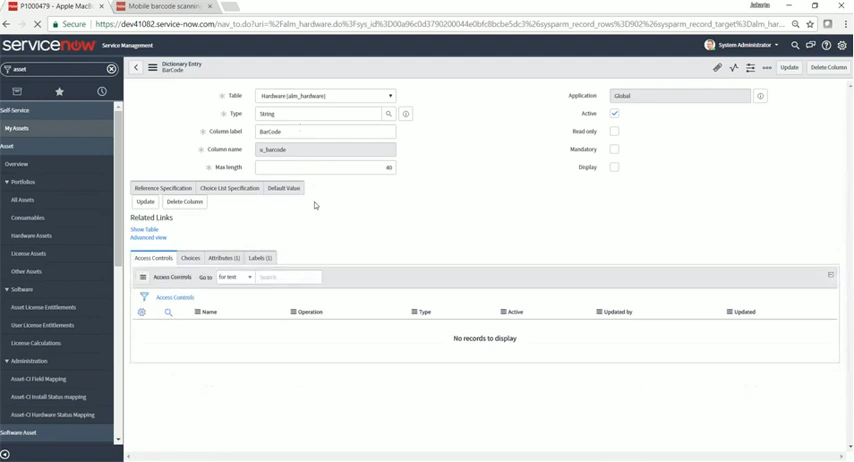 P1000479 - Apple MacB
Mobile barcode scannin
Secure
https://dev41082.service-now.com/nav_to.do?uri=%2Falm_hardware.do%3Fsys_id%3D00a96c0d3790200044e0bfc8bcbe5dc3%26sysparm_record_rows%3D902%26sysparm_record_target%3Dalm_har...
servicenow Service Management
System Administrator
asset
Self-Service
My Assets
Asset
Overview
Portfolios
All Assets
Consumables
Hardware Assets
License Assets
Other Assets
Software
Asset License Entitlements
User License Entitlements
License Calculations
Administration
Asset-CI Field Mapping
Asset-CI Install Status mapping
Asset-CI Hardware Status Mapping
Software Asset
Dictionary Entry
BarCode
Update
Delete Column
Table
Hardware (alm_hardware)
Application
Global
Type
String
Active
Column label
BarCode
Read only
Column name
u_barcode
Mandatory
Max length
40
Display
Reference Specification
Choice List Specification
Default Value
Update
Delete Column
Related Links
Show Table
Advanced view
Access Controls
Choices
Attributes (1)
Labels (1)
Access Controls
Go to
for text
Search
Access Controls
Name
Operation
Type
Active
Updated by
Updated
No records to display